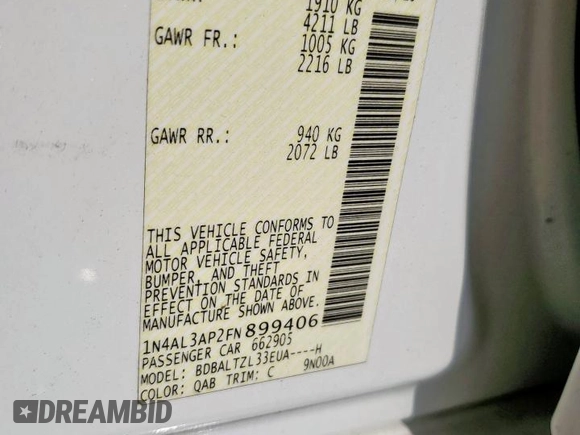 1910 KG
4211 LB
GAWR FR.: 1005 KG
2216 LB
GAWR RR.: 940 KG
2072 LB
THIS VEHICLE CONFORMS TO
ALL APPLICABLE FEDERAL
MOTOR VEHICLE SAFETY,
BUMPER, AND THEFT
PREVENTION STANDARDS IN
EFFECT ON THE DATE OF
MANUFACTURE SHOWN ABOVE.
1N4AL3AP2FN899406
PASSENGER CAR 662905
MODEL: BDBALTZL33EUA----H
COLOR: QAB TRIM: C 9N00A
DREAMBID